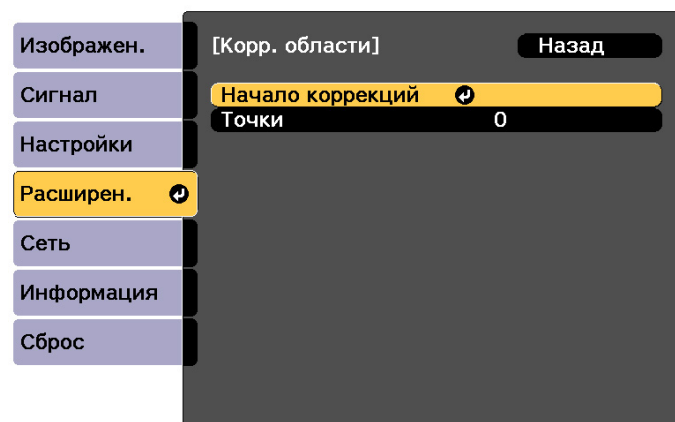 Изображен.
Сигнал
Настройки
Расширен.
Сеть
Информация
Сброс
[Корр. области] Назад
Начало коррекций
Точки 0